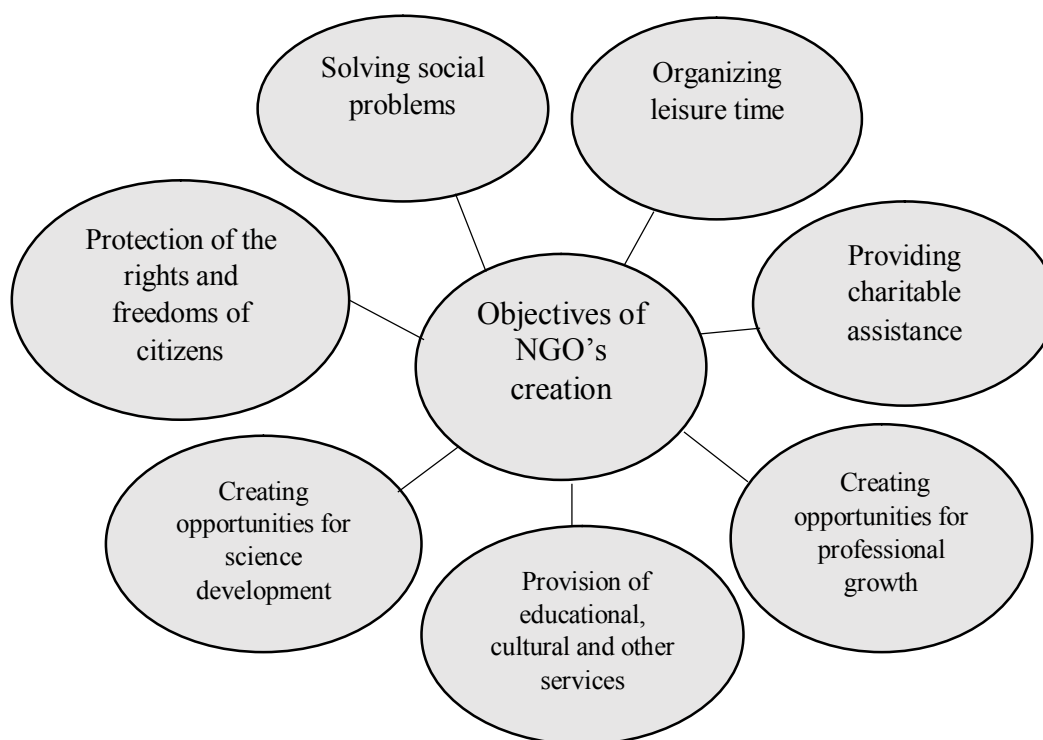 Solving social
problems
Organizing
leisure time
Protection of the
rights and
freedoms of
citizens
Objectives of
NGO’s
creation
Providing
charitable
assistance
Creating
opportunities for
science
development
Provision of
educational,
cultural and other
services
Creating
opportunities for
professional
growth